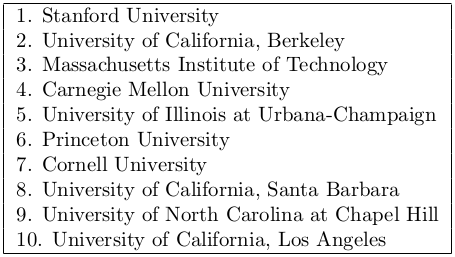 1. Stanford University
2. University of California, Berkeley
3. Massachusetts Institute of Technology
4. Carnegie Mellon University
5. University of Illinois at Urbana-Champaign
6. Princeton University
7. Cornell University
8. University of California, Santa Barbara
9. University of North Carolina at Chapel Hill
10. University of California, Los Angeles